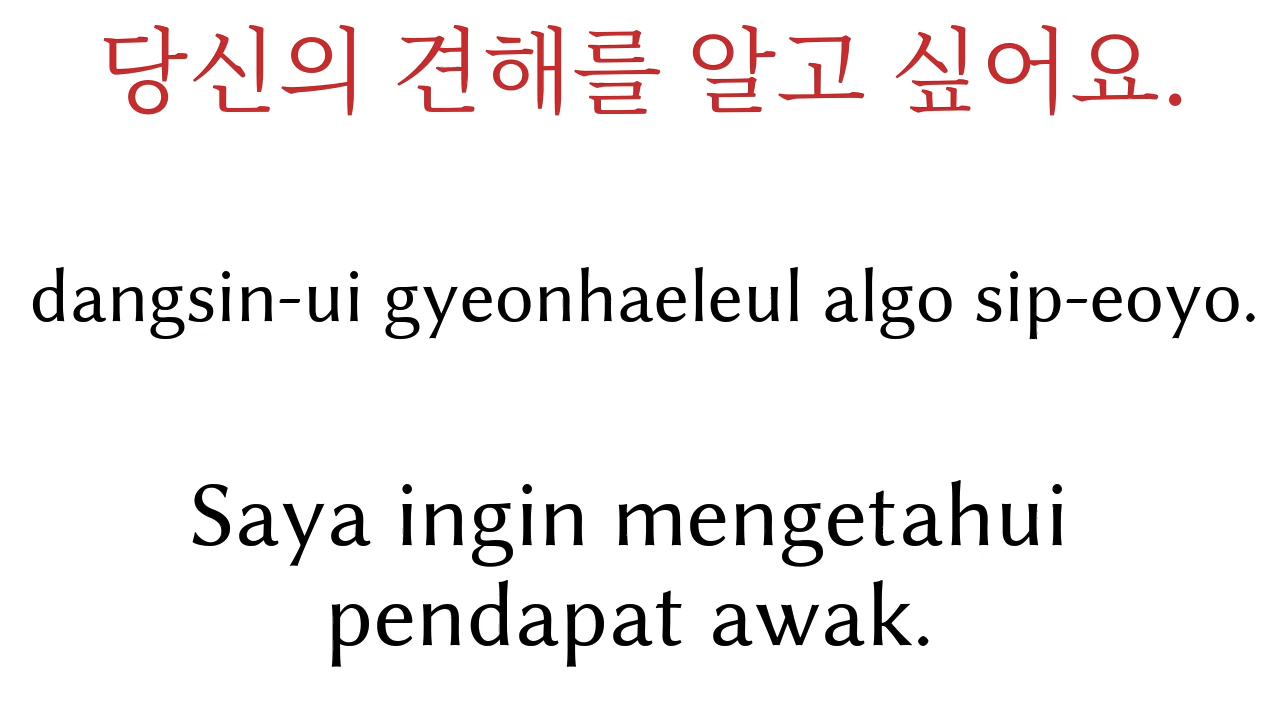 당신의 견해를 알고 싶어요.
dangsin-ui gyeonhaeleul algo sip-eoyo.
Saya ingin mengetahui
pendapat awak.